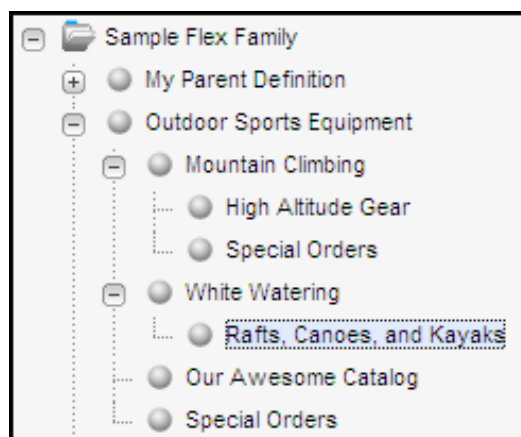 Sample Flex Family
My Parent Definition
Outdoor Sports Equipment
Mountain Climbing
High Altitude Gear
Special Orders
White Watering
Rafts, Canoes, and Kayaks
Our Awesome Catalog
Special Orders